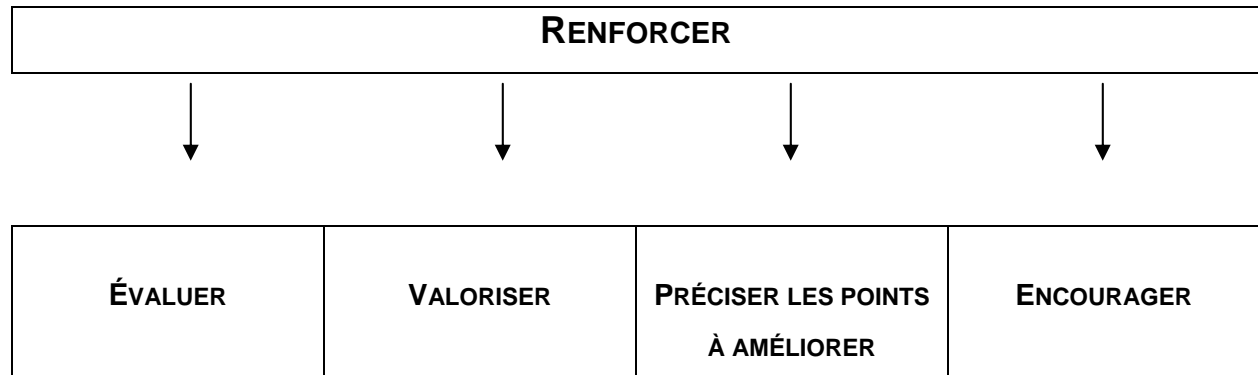 RENFORCER
ÉVALUER
VALORISER
PRÉCISER LES POINTS
À AMÉLIORER
ENCOURAGER